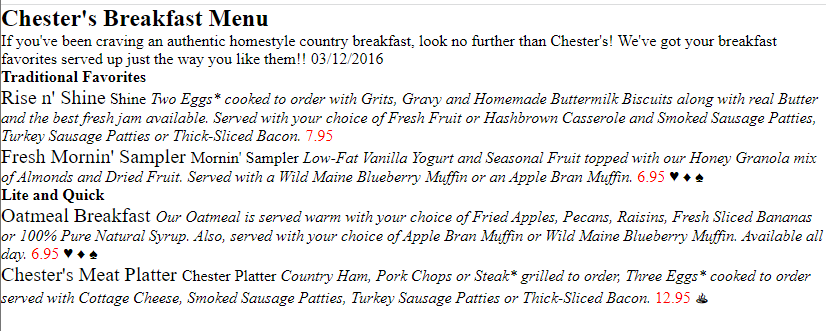 Chester's Breakfast Menu
If you've been craving an authentic homestyle country breakfast, look no further than Chester's! We've got your breakfast
favorites served up just the way you like them!! 03/12/2016
Traditional Favorites
Rise n' Shine Shine Two Eggs* cooked to order with Grits, Gravy and Homemade Buttermilk Biscuits along with real Butter
and the best fresh jam available. Served with your choice of Fresh Fruit or Hashbrown Casserole and Smoked Sausage Patties,
Turkey Sausage Patties or Thick-Sliced Bacon. 7.95
Fresh Mornin' Sampler Mornin' Sampler Low-Fat Vanilla Yogurt and Seasonal Fruit topped with our Honey Granola mix
of Almonds and Dried Fruit. Served with a Wild Maine Blueberry Muffin or an Apple Bran Muffin. 6.95 ♥ ♦ ♠
Lite and Quick
Oatmeal Breakfast Our Oatmeal is served warm with your choice of Fried Apples, Pecans, Raisins, Fresh Sliced Bananas
or 100% Pure Natural Syrup. Also, served with your choice of Apple Bran Muffin or Wild Maine Blueberry Muffin. Available all
day. 6.95 ♥ ♦ ♠
Chester's Meat Platter Chester Platter Country Ham, Pork Chops or Steak* grilled to order, Three Eggs* cooked to order
served with Cottage Cheese, Smoked Sausage Patties, Turkey Sausage Patties or Thick-Sliced Bacon. 12.95 ♨